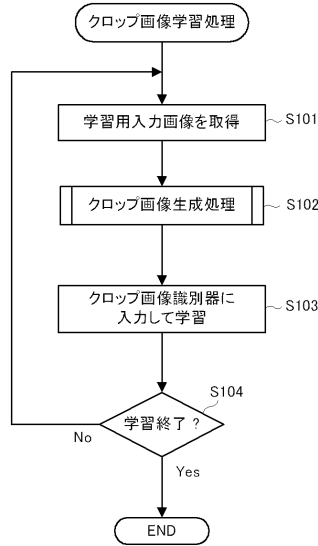 クロップ画像学習処理
学習用入力画像を取得
S101
クロップ画像生成処理
S102
クロップ画像識別器に
入力して学習
S103
S104
学習終了？
No
Yes
END